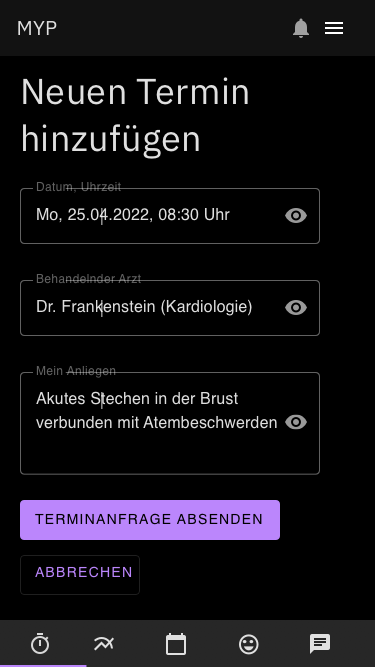 MYP
Neuen Termin
hinzufügen
Datum, Uhrzeit
Mo, 25.04.2022, 08:30 Uhr
Behandelnder Arzt
Dr. Frankenstein (Kardiologie)
Mein Anliegen
Akutes Stechen in der Brust
verbunden mit Atembeschwerden
TERMINANFRAGE ABSENDEN
ABBRECHEN